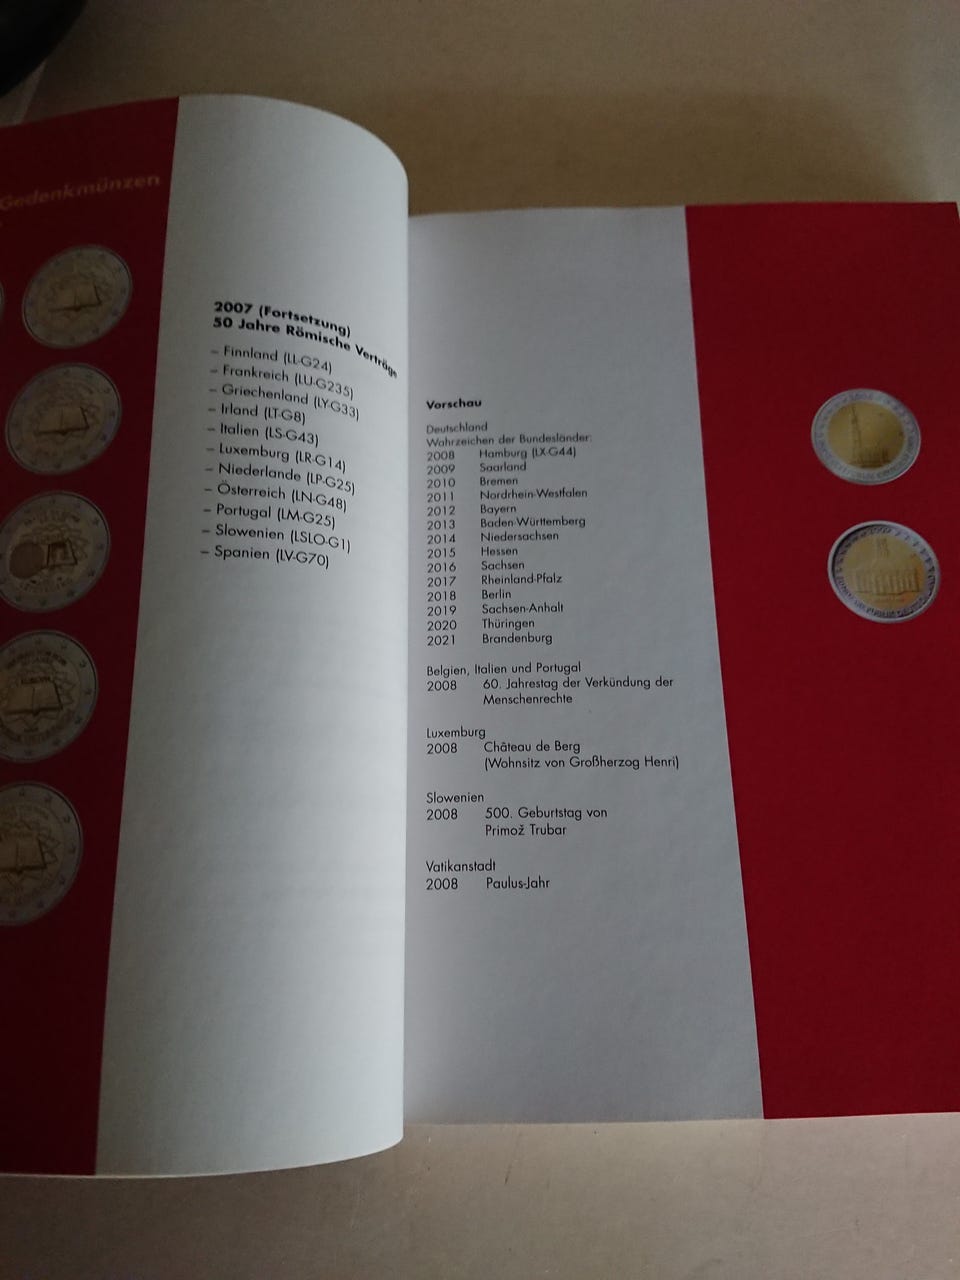 Gedenkmünzen
2007 (Fortsetzung)
50 Jahre Römische Verträge
– Finnland (LL-G24)
– Frankreich (LU-G235)
– Griechenland (LY-G33)
– Irland (LT-G8)
– Italien (LS-G43)
– Luxemburg (LR-G14)
– Niederlande (LP-G25)
– Österreich (LN-G48)
– Portugal (LM-G25)
– Slowenien (LSLO-G1)
– Spanien (LV-G70)
Vorschau
Deutschland
Wahrzeichen der Bundesländer:
2008 Hamburg (LX-G44)
2009 Saarland
2010 Bremen
2011 Nordrhein-Westfalen
2012 Bayern
2013 Baden-Württemberg
2014 Niedersachsen
2015 Hessen
2016 Sachsen
2017 Rheinland-Pfalz
2018 Berlin
2019 Sachsen-Anhalt
2020 Thüringen
2021 Brandenburg
Belgien, Italien und Portugal
2008 60. Jahrestag der Verkündung der
Menschenrechte
Luxemburg
2008 Château de Berg
(Wohnsitz von Großherzog Henri)
Slowenien
2008 500. Geburtstag von
Primož Trubar
Vatikanstadt
2008 Paulus-Jahr